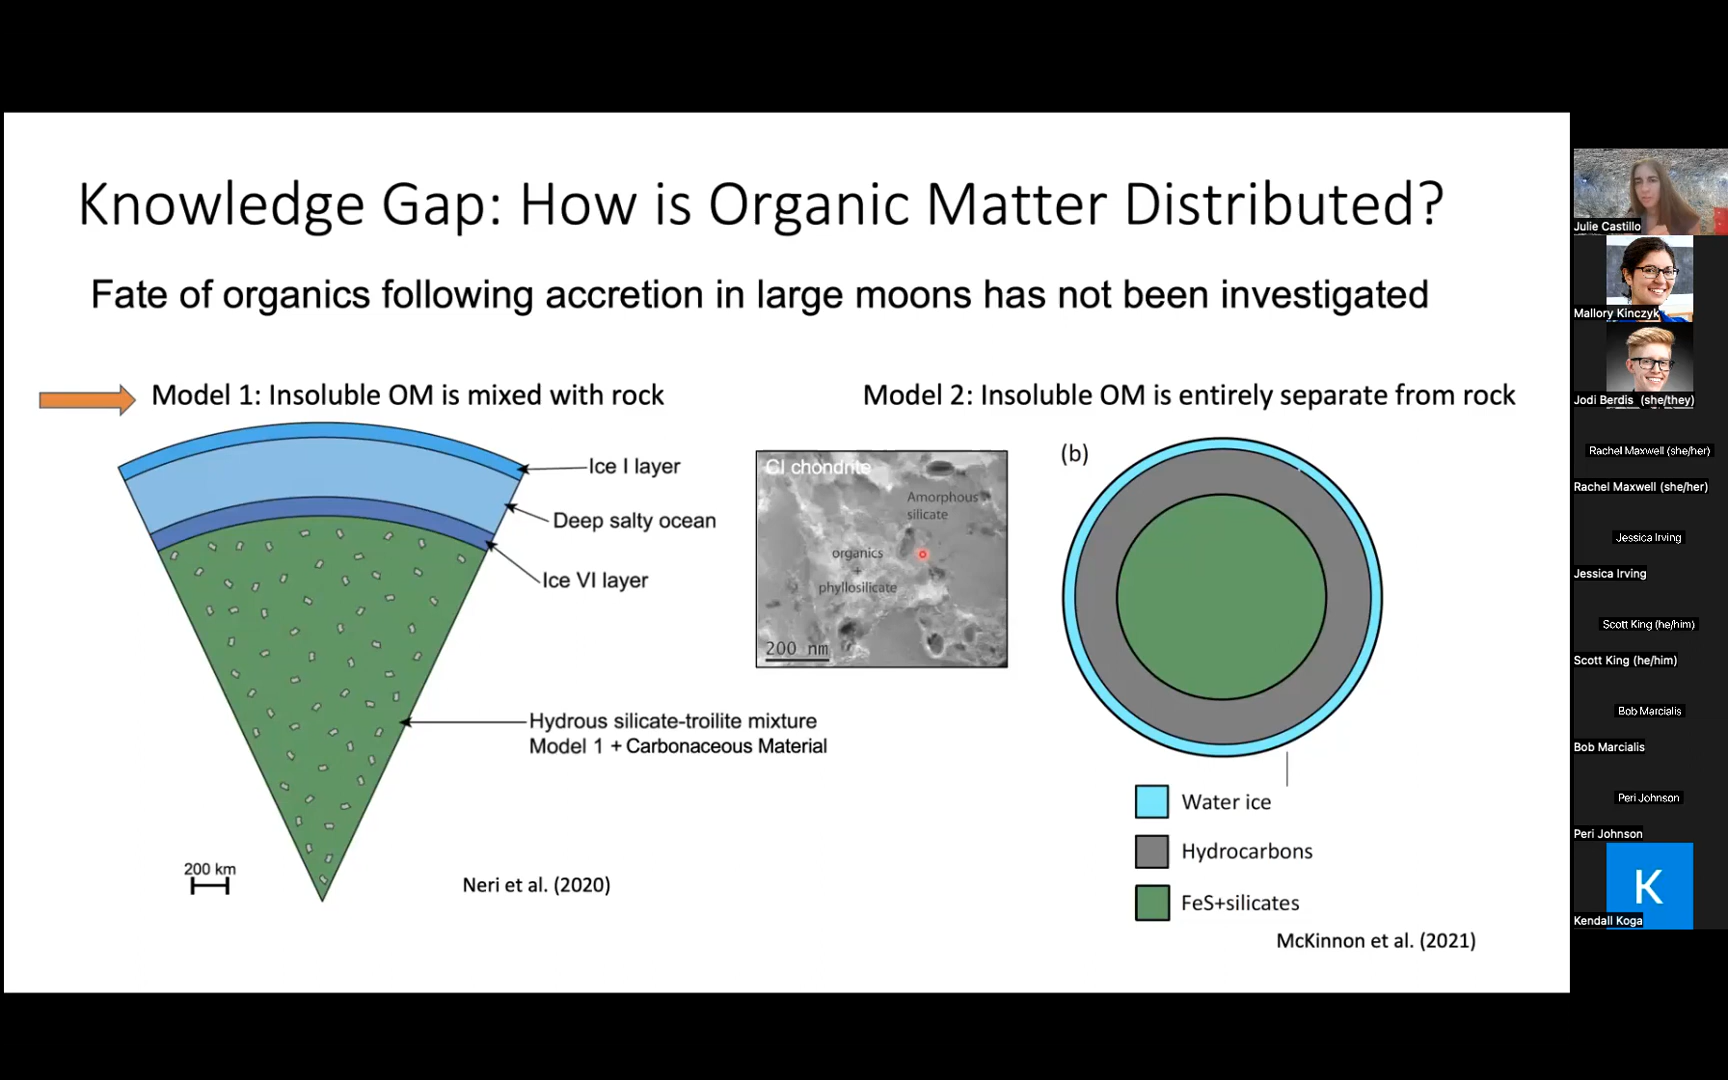 Knowledge Gap: How is Organic Matter Distributed?
Fate of organics following accretion in large moons has not been investigated
Model 1: Insoluble OM is mixed with rock
Ice I layer
Deep salty ocean
Ice VI layer
Hydrous silicate-troilite mixture
Model 1 + Carbonaceous Material
200 km
Neri et al. (2020)
CI chondrite
Amorphous
silicate
organics
+
phyllosilicate
200 nm
Model 2: Insoluble OM is entirely separate from rock
(b)
Water ice
Hydrocarbons
FeS+silicates
McKinnon et al. (2021)
Julie Castillo
Mallory Kinczyk
Jodi Berdis (she/they)
Rachel Maxwell (she/her)
Rachel Maxwell (she/her)
Jessica Irving
Jessica Irving
Scott King (he/him)
Scott King (he/him)
Bob Marcialis
Bob Marcialis
Peri Johnson
Peri Johnson
K
Kendall Koga